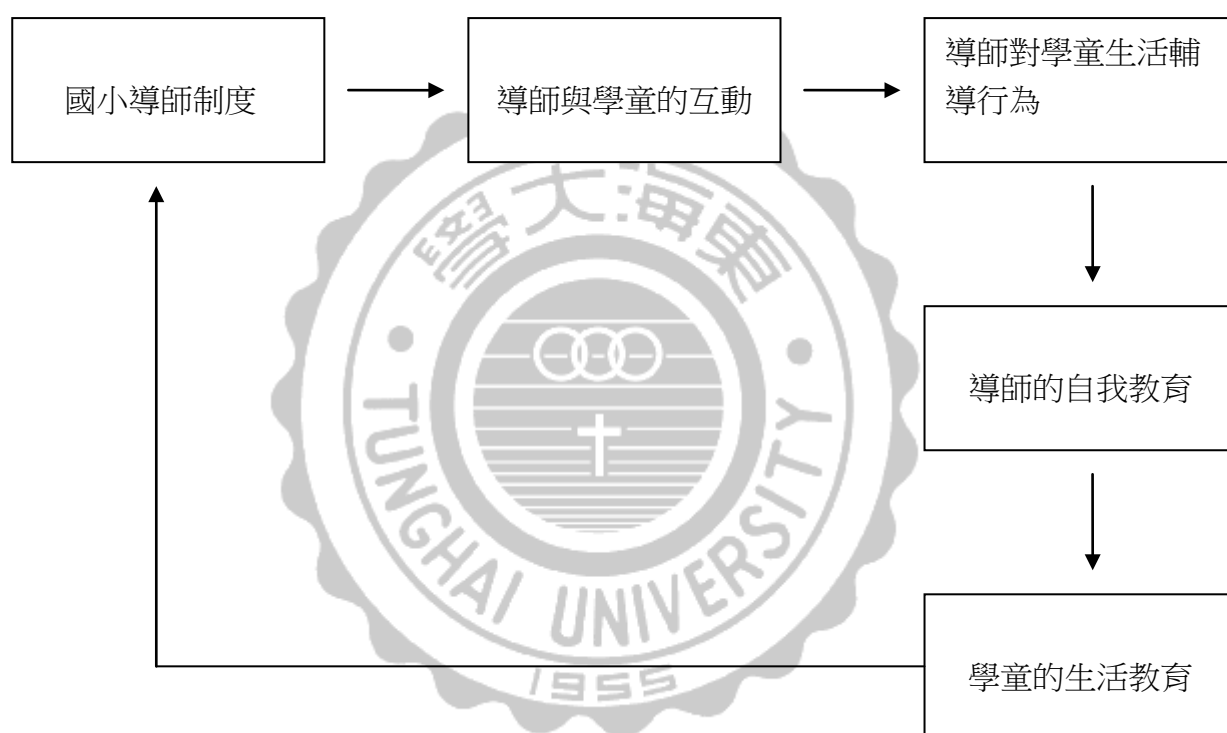 國小導師制度
導師與學童的互動
導師對學童生活輔
導行為
導師的自我教育
學童的生活教育
學大海東
TUNGHAI UNIVERSITY
1955